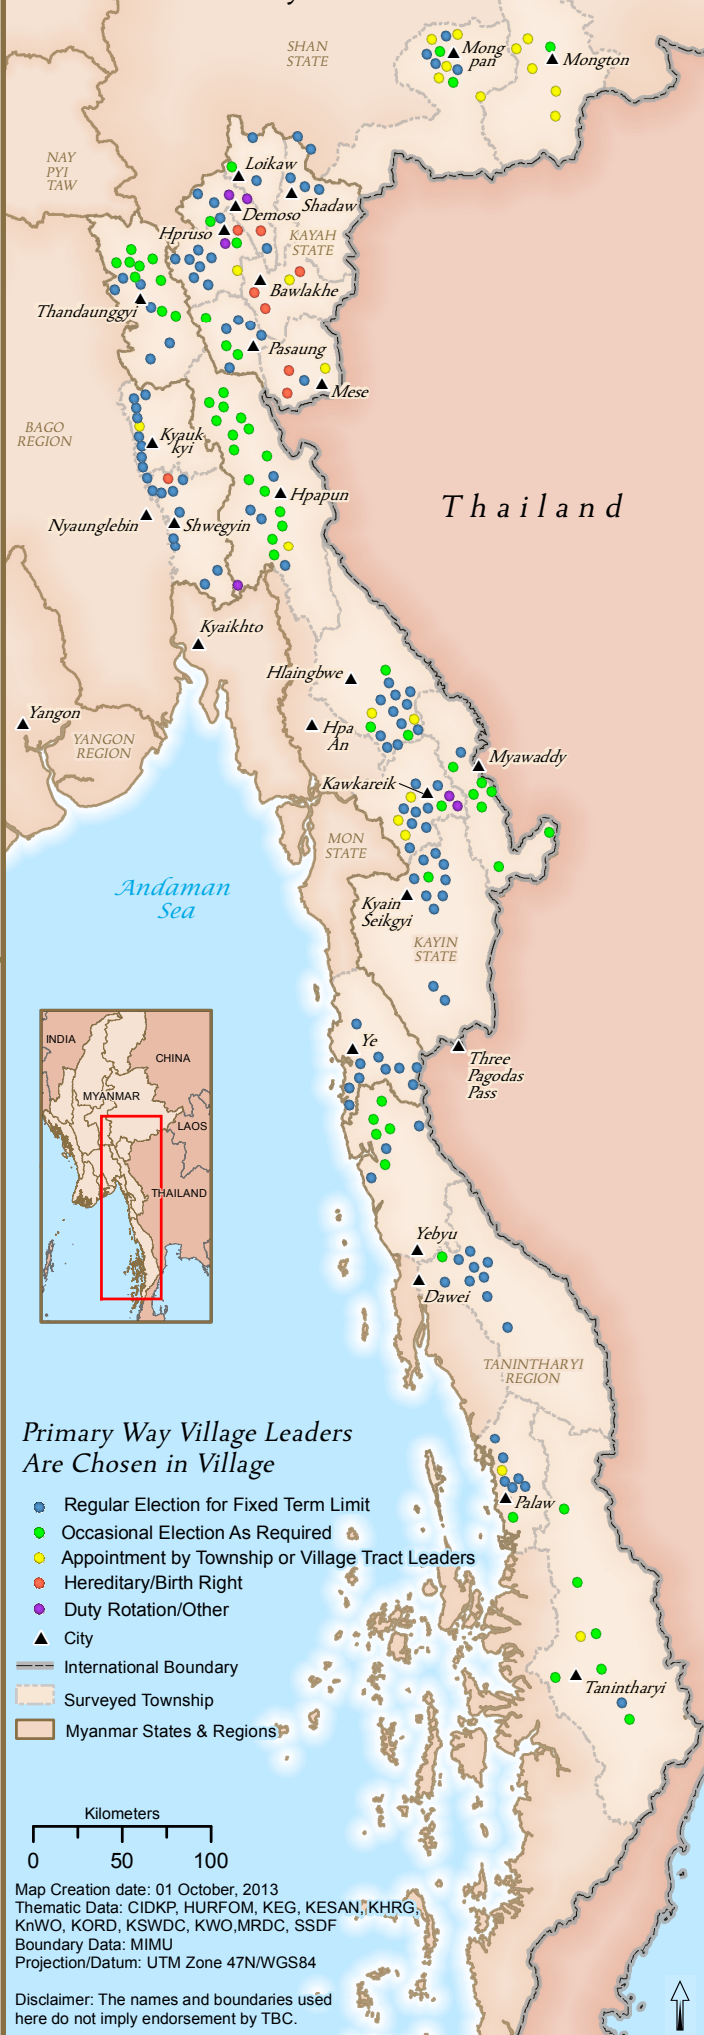 SHAN
STATE
Mong
pan
Mongton
NAY
PYI
TAW
Loikaw
Shadaw
Demoso
Hpruso
KAYAH
STATE
Bawlakhe
Thandaunggyi
Pasaung
Mese
BAGO
REGION
Kyauk
kyi
Hpapun
Thailand
Nyaunglebin
Shwegyin
Kyaikhto
Hlaingbwe
Yangon
Hpa
An
YANGON
REGION
Myawaddy
Kawkareik
MON
STATE
Andaman
Sea
Kyain
Seikgyi
KAYIN
STATE
Ye
Three
Pagodas
Pass
INDIA
CHINA
MYANMAR
LAOS
THAILAND
Yebyu
Dawei
TANINTHARYI
REGION
Primary Way Village Leaders
Are Chosen in Village
Palaw
Regular Election for Fixed Term Limit
Occasional Election As Required
Appointment by Township or Village Tract Leaders
Hereditary/Birth Right
Duty Rotation/Other
City
International Boundary
Surveyed Township
Myanmar States & Regions
Tanintharyi
Kilometers
0 50 100
Map Creation date: 01 October, 2013
Thematic Data: CIDKP, HURFOM, KEG, KESAN, KHRG,
KnWO, KORD, KSWDC, KWO,MRDC, SSDF
Boundary Data: MIMU
Projection/Datum: UTM Zone 47N/WGS84
Disclaimer: The names and boundaries used
here do not imply endorsement by TBC.